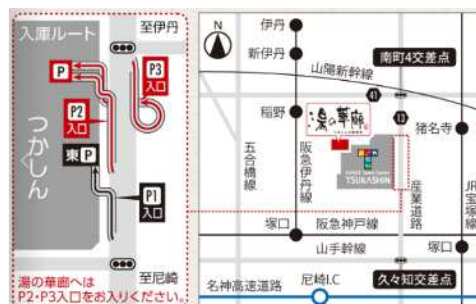 入庫ルート
至伊丹
P
P3
入口
P2
入口
つかしん
東P
P1
入口
至尼崎
湯の華廊へは
P2・P3入口をお入りください。
N
伊丹
新伊丹
山陽新幹線
南町4交差点
41
13
稲野
湯の華廊
猪名寺
TSUKASHIN
五合橋線
阪急伊丹線
産業道路
JR宝塚線
塚口
阪急神戸線
山手幹線
塚口
名神高速道路
尼崎I.C
久々知交差点